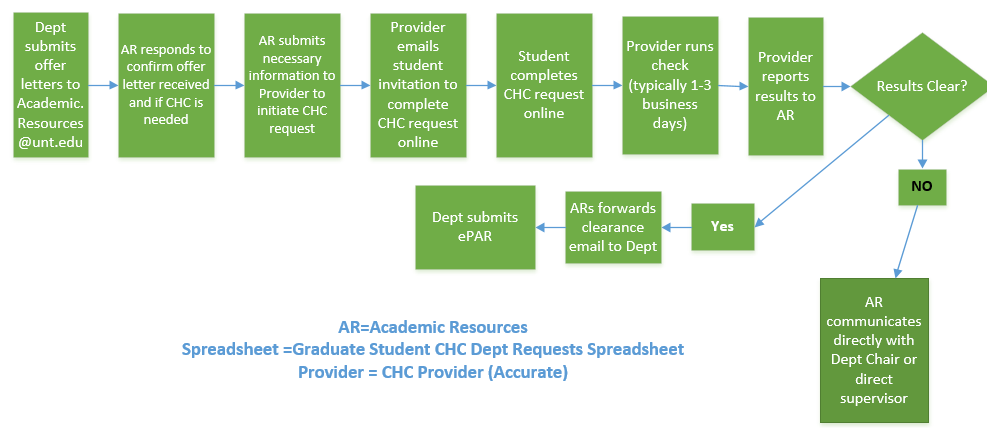 Dept
submits
offer
letters to
Academic.
Resources
@unt.edu
AR responds to
confirm offer
letter received
and if CHC is
needed
AR submits
necessary
information to
Provider to
initiate CHC
request
Provider
emails
student
invitation to
complete
CHC request
online
Student
completes
CHC request
online
Provider runs
check
(typically 1-3
business
days)
Provider
reports
results to
AR
Results Clear?
NO
Yes
ARs forwards
clearance
email to Dept
Dept submits
ePAR
AR
communicates
directly with
Dept Chair or
direct
supervisor
AR=Academic Resources
Spreadsheet =Graduate Student CHC Dept Requests Spreadsheet
Provider = CHC Provider (Accurate)